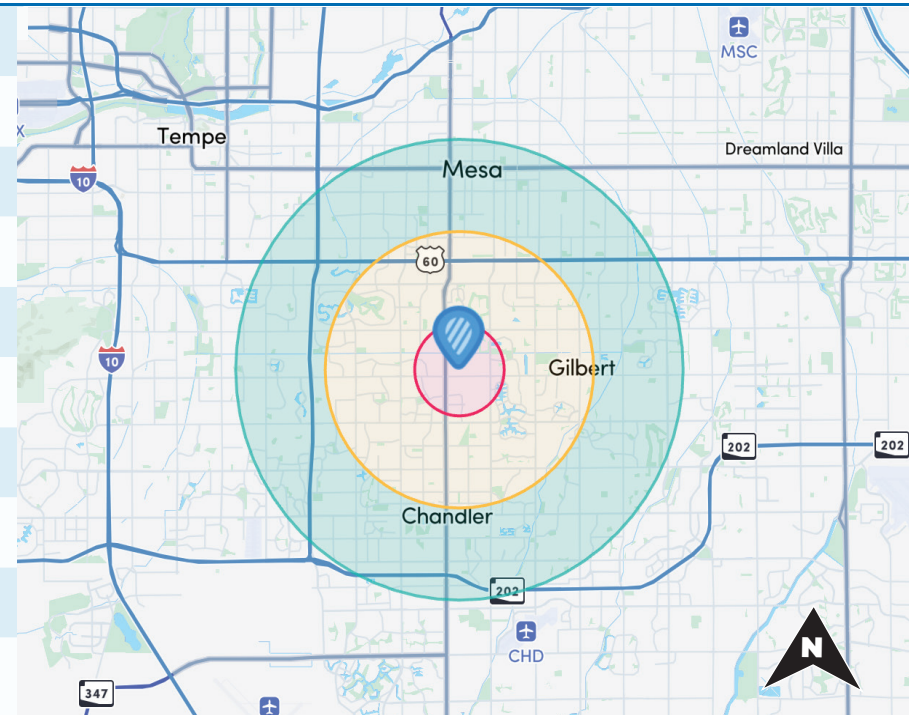 MSC
X
Tempe
Dreamland Villa
Mesa
10
60
10
Gilbert
202
202
Chandler
202
CHD
347
N